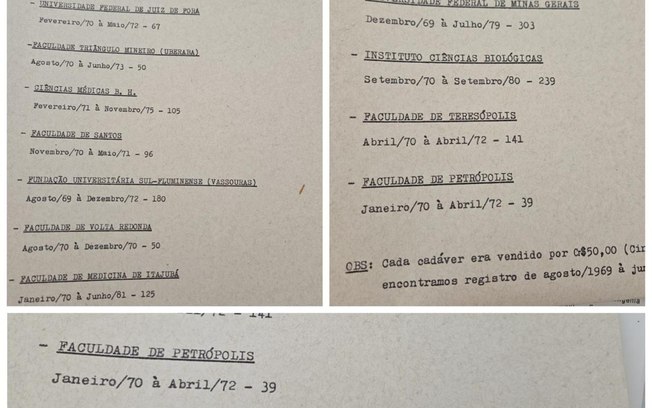 - UNIVERSIDADE FEDERAL DE JUIZ DE FORA
Fevereiro/70 à Maio/72 - 67
-FACULDADE TRIÂNGULO MINEIRO (UBERABA)
Agosto/70 à Junho/73 - 50
- CIÊNCIAS MÉDICAS B. H.
Fevereiro/71 à Novembro/75 - 105
- FACULDADE DE SANTOS
Novembro/70 à Maio/71 - 96
- FUNDAÇÃO UNIVERSITÁRIA SUL-FLUMINENSE (VASSOURAS)
Agosto/69 à Dezembro/72 - 180
- FACULDADE DE VOLTA REDONDA
Agosto/70 à Dezembro/70 - 50
- FACULDADE DE MEDICINA DE ITAJUBÁ
Janeiro/70 à Junho/81 - 125
FEDERAL DE MINAS GERAIS
Dezembro/69 à Julho/79 - 303
- INSTITUTO CIÊNCIAS BIOLÓGICAS
Setembro/70 à Setembro/80 - 239
- FACULDADE DE TERESÓPOLIS
Abril/70 à Abril/72 - 141
- FACULDADE DE PETRÓPOLIS
Janeiro/70 à Abril/72 - 39
OBS: Cada cadáver era vendido por Cr$50,00 (Cin
encontramos registro de agosto/1969 à ju
- 141
- FACULDADE DE PETRÓPOLIS
Janeiro/70 à Abril/72 - 39